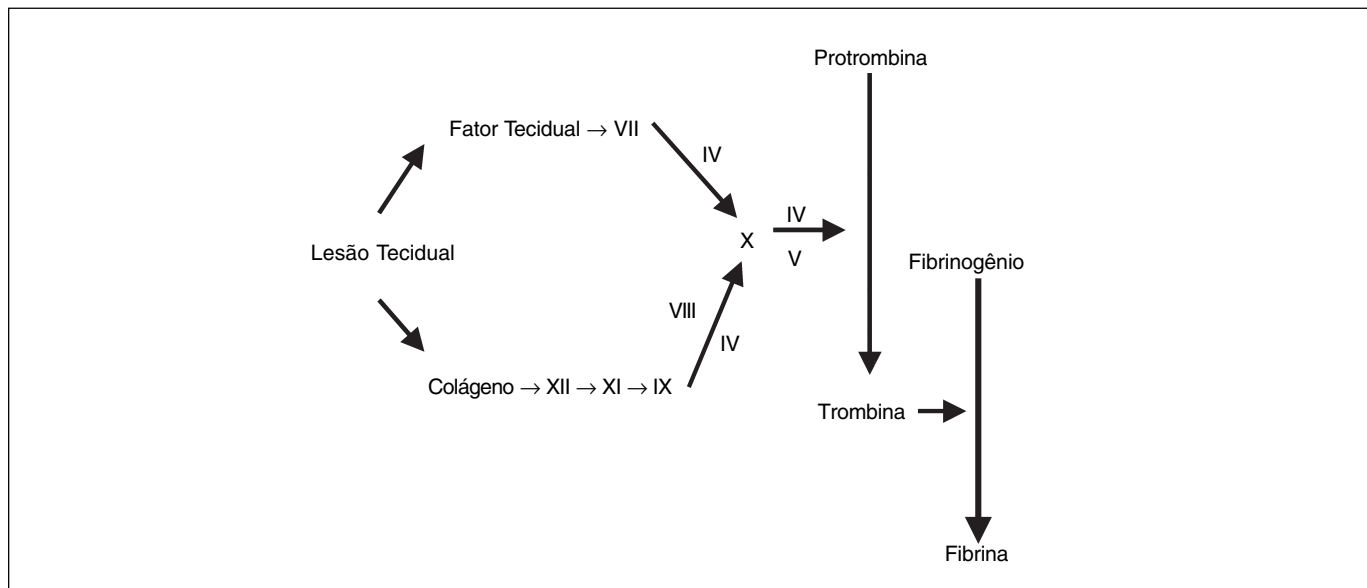 Protrombina
Fator Tecidual → VII
IV
IV
X
V
Lesão Tecidual
Fibrinogênio
VIII
IV
Colágeno → XII → XI → IX
Trombina
Fibrina